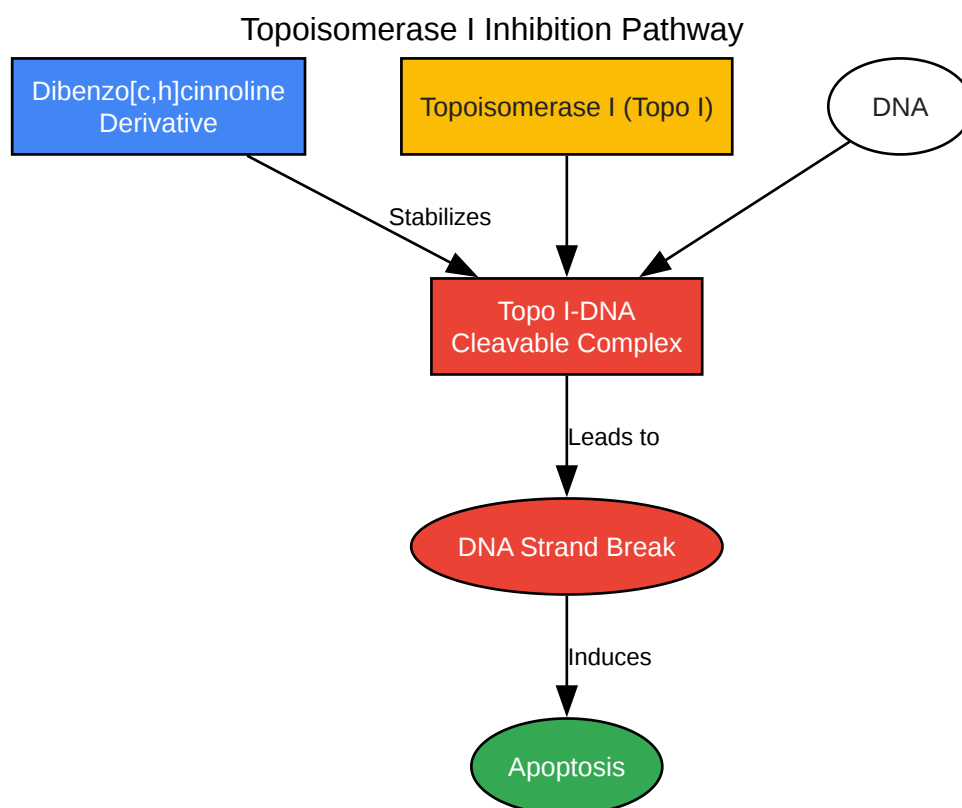 Topoisomerase I Inhibition Pathway
Dibenzo[c,h]cinnoline
Derivative
Topoisomerase I (Topo I)
DNA
Stabilizes
Topo I-DNA
Cleavable Complex
Leads to
DNA Strand Break
Induces
Apoptosis